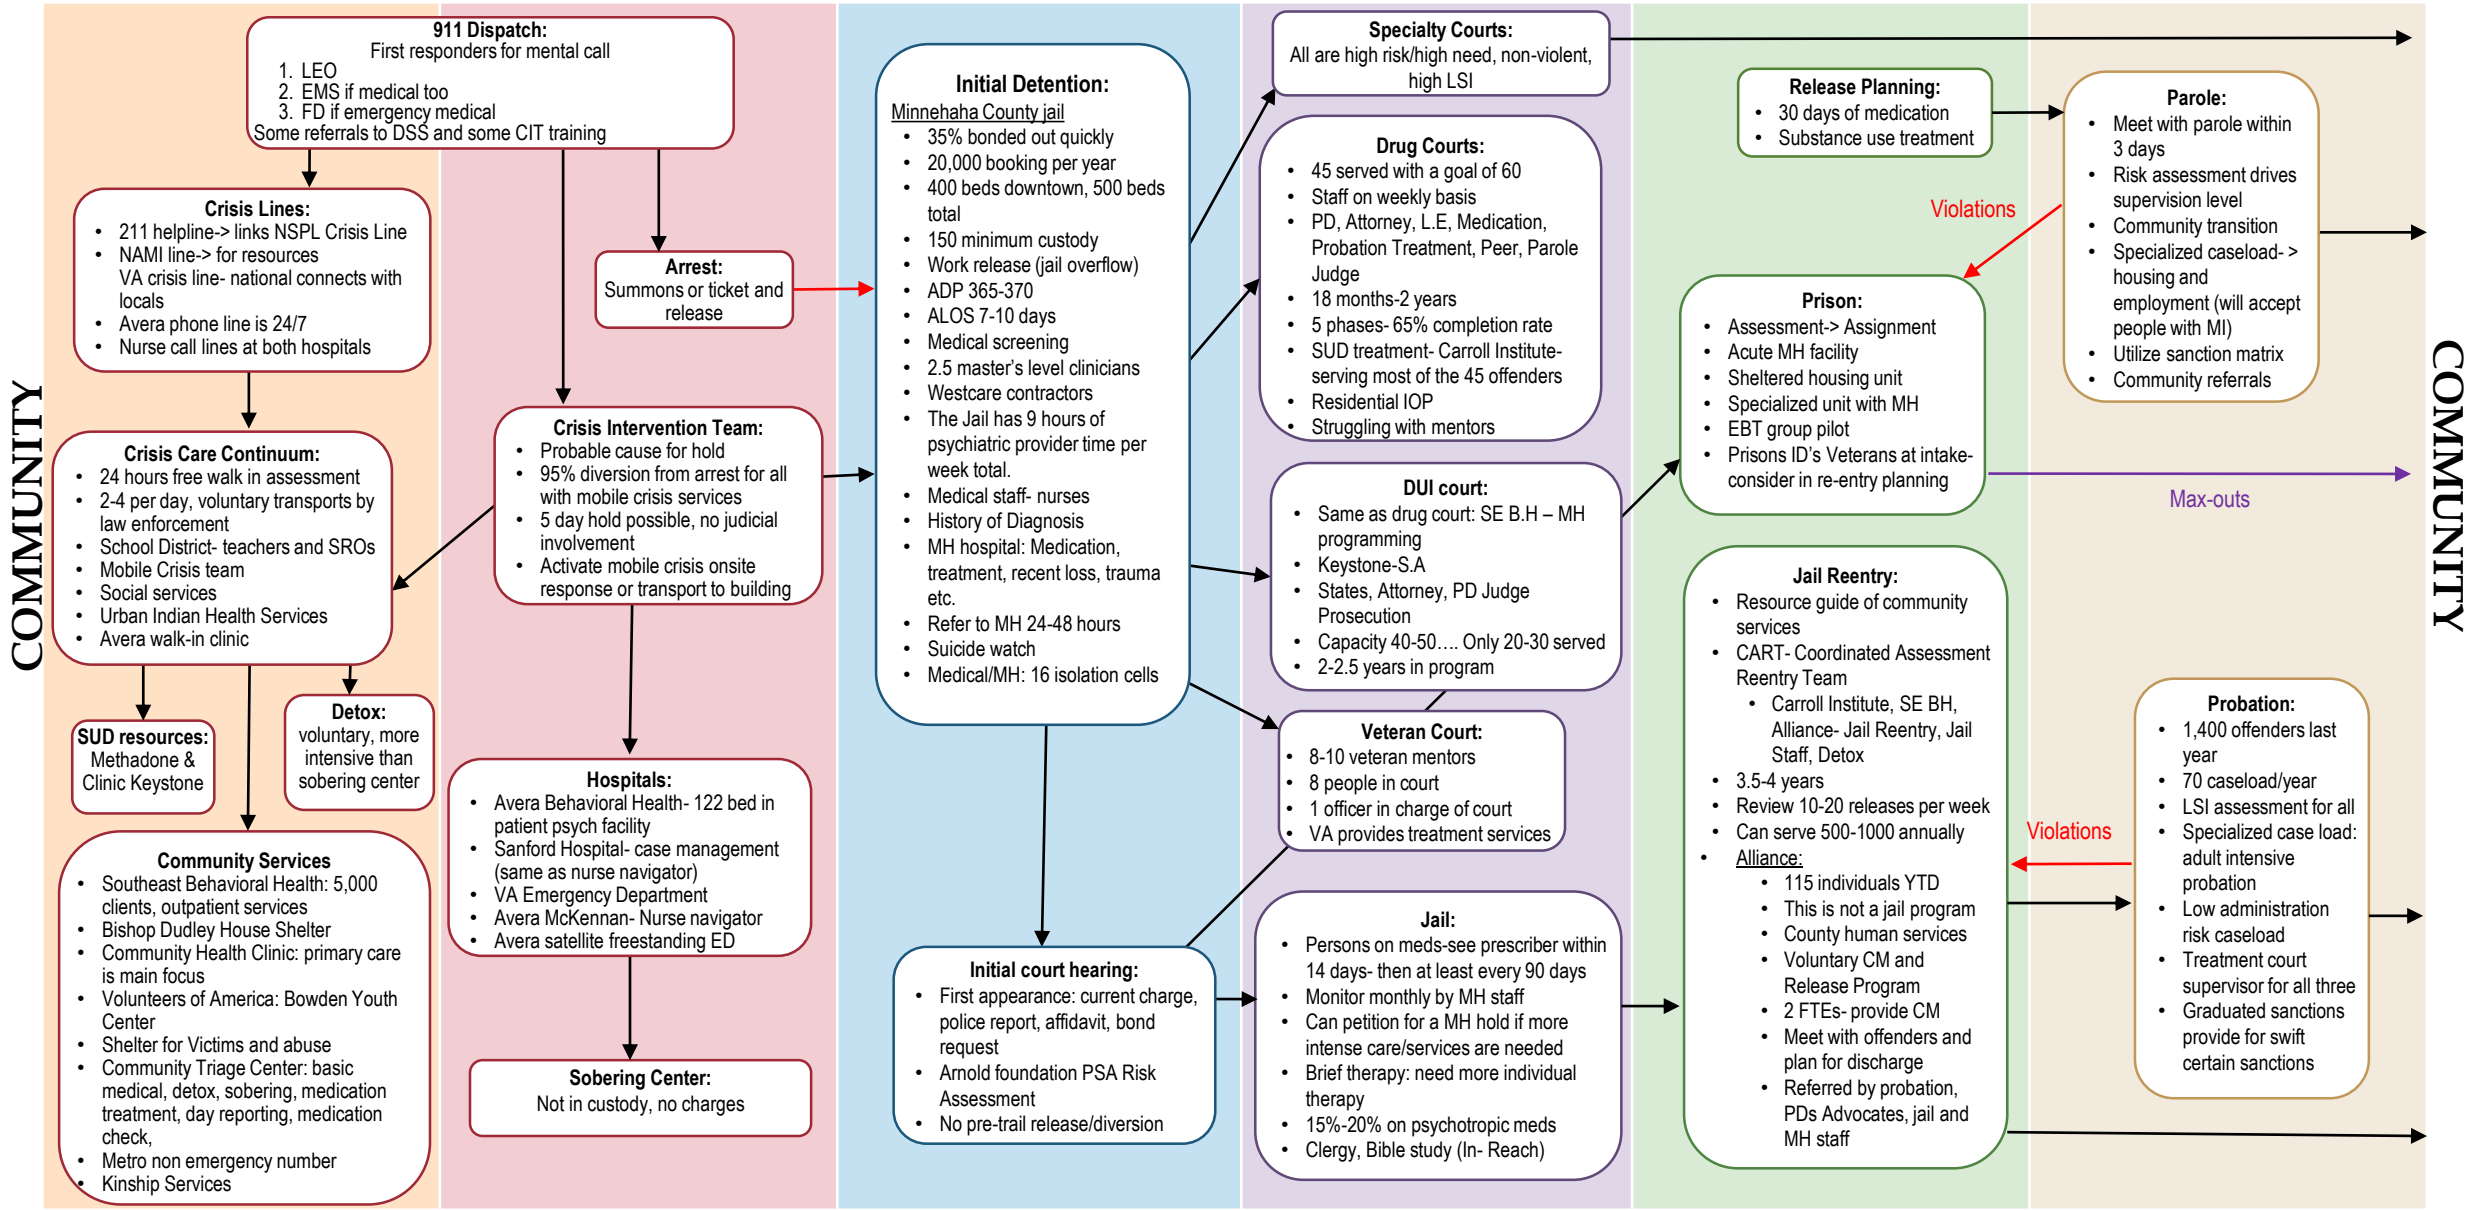 COMMUNITY
911 Dispatch:
First responders for mental call
1. LEO
2. EMS if medical too
3. FD if emergency medical
Some referrals to DSS and some CIT training
Crisis Lines:
• 211 helpline-> links NSPL Crisis Line
• NAMI line-> for resources
VA crisis line- national connects with
locals
• Avera phone line is 24/7
• Nurse call lines at both hospitals
Crisis Care Continuum:
• 24 hours free walk in assessment
• 2-4 per day, voluntary transports by
law enforcement
• School District- teachers and SROs
• Mobile Crisis team
• Social services
• Urban Indian Health Services
• Avera walk-in clinic
SUD resources:
Methadone &
Clinic Keystone
Detox:
voluntary, more
intensive than
sobering center
Community Services
• Southeast Behavioral Health: 5,000
clients, outpatient services
• Bishop Dudley House Shelter
• Community Health Clinic: primary care
is main focus
• Volunteers of America: Bowden Youth
Center
• Shelter for Victims and abuse
• Community Triage Center: basic
medical, detox, sobering, medication
treatment, day reporting, medication
check,
• Metro non emergency number
• Kinship Services
Arrest:
Summons or ticket and
release
Crisis Intervention Team:
• Probable cause for hold
• 95% diversion from arrest for all
with mobile crisis services
• 5 day hold possible, no judicial
involvement
• Activate mobile crisis onsite
response or transport to building
Hospitals:
• Avera Behavioral Health- 122 bed in
patient psych facility
• Sanford Hospital- case management
(same as nurse navigator)
• VA Emergency Department
• Avera McKennan- Nurse navigator
• Avera satellite freestanding ED
Sobering Center:
Not in custody, no charges
Initial Detention:
Minnehaha County jail
• 35% bonded out quickly
• 20,000 booking per year
• 400 beds downtown, 500 beds
total
• 150 minimum custody
• Work release (jail overflow)
• ADP 365-370
• ALOS 7-10 days
• Medical screening
• 2.5 master's level clinicians
• Westcare contractors
• The Jail has 9 hours of
psychiatric provider time per
week total.
• Medical staff- nurses
• History of Diagnosis
• MH hospital: Medication,
treatment, recent loss, trauma
etc.
• Refer to MH 24-48 hours
• Suicide watch
• Medical/MH: 16 isolation cells
Initial court hearing:
• First appearance: current charge,
police report, affidavit, bond
request
• Arnold foundation PSA Risk
Assessment
• No pre-trail release/diversion
Specialty Courts:
All are high risk/high need, non-violent,
high LSI
Drug Courts:
• 45 served with a goal of 60
• Staff on weekly basis
• PD, Attorney, L.E, Medication,
Probation Treatment, Peer, Parole
Judge
• 18 months-2 years
• 5 phases- 65% completion rate
• SUD treatment- Carroll Institute-
serving most of the 45 offenders
• Residential IOP
• Struggling with mentors
DUI court:
• Same as drug court: SE B.H – MH
programming
• Keystone-S.A
• States, Attorney, PD Judge
Prosecution
• Capacity 40-50…. Only 20-30 served
• 2-2.5 years in program
Veteran Court:
• 8-10 veteran mentors
• 8 people in court
• 1 officer in charge of court
• VA provides treatment services
Jail:
• Persons on meds-see prescriber within
14 days- then at least every 90 days
• Monitor monthly by MH staff
• Can petition for a MH hold if more
intense care/services are needed
• Brief therapy: need more individual
therapy
• 15%-20% on psychotropic meds
• Clergy, Bible study (In- Reach)
Release Planning:
• 30 days of medication
• Substance use treatment
Violations
Prison:
• Assessment-> Assignment
• Acute MH facility
• Sheltered housing unit
• Specialized unit with MH
• EBT group pilot
• Prisons ID's Veterans at intake-
consider in re-entry planning
Max-outs
Jail Reentry:
• Resource guide of community
services
• CART- Coordinated Assessment
Reentry Team
• Carroll Institute, SE BH,
Alliance- Jail Reentry, Jail
Staff, Detox
• 3.5-4 years
• Review 10-20 releases per week
• Can serve 500-1000 annually
• Alliance:
• 115 individuals YTD
• This is not a jail program
• County human services
• Voluntary CM and
Release Program
• 2 FTEs- provide CM
• Meet with offenders and
plan for discharge
• Referred by probation,
PDs Advocates, jail and
MH staff
Parole:
• Meet with parole within
3 days
• Risk assessment drives
supervision level
• Community transition
• Specialized caseload- >
housing and
employment (will accept
people with MI)
• Utilize sanction matrix
• Community referrals
Violations
Probation:
• 1,400 offenders last
year
• 70 caseload/year
• LSI assessment for all
• Specialized case load:
adult intensive
probation
• Low administration
risk caseload
• Treatment court
supervisor for all three
• Graduated sanctions
provide for swift
certain sanctions
COMMUNITY